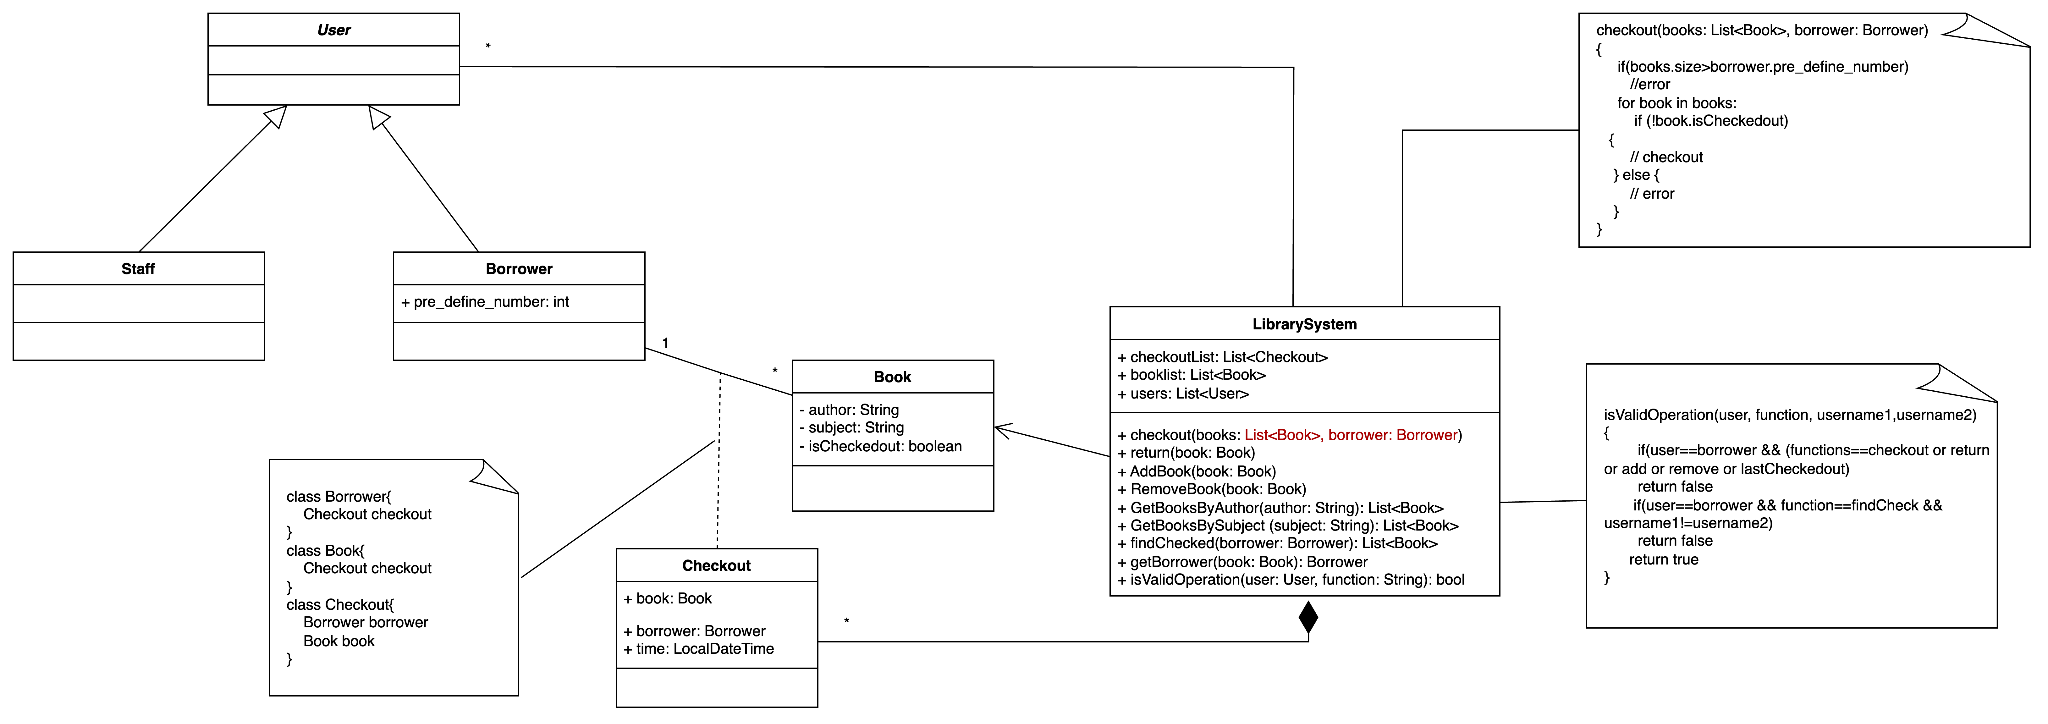 User
*
checkout(books: List<Book>, borrower: Borrower)
{
if(books.size>borrower.pre_define_number)
//error
for book in books:
if (!book.isCheckedout)
{
// checkout
} else {
// error
}
}
Staff
Borrower
+ pre_define_number: int
1
*
Book
- author: String
- subject: String
- isCheckedout: boolean
LibrarySystem
+ checkoutList: List<Checkout>
+ booklist: List<Book>
+ users: List<User>
+ checkout(books: List<Book>, borrower: Borrower)
+ return(book: Book)
+ AddBook(book: Book)
+ RemoveBook(book: Book)
+ GetBooksByAuthor(author: String): List<Book>
+ GetBooksBySubject (subject: String): List<Book>
+ findChecked(borrower: Borrower): List<Book>
+ getBorrower(book: Book): Borrower
+ isValidOperation(user: User, function: String): bool
isValidOperation(user, function, username1,username2)
{
if(user==borrower && (functions==checkout or return
or add or remove or lastCheckedout)
return false
if(user==borrower && function==findCheck &&
username1!=username2)
return false
return true
}
class Borrower{
Checkout checkout
}
class Book{
Checkout checkout
}
class Checkout{
Borrower borrower
Book book
}
Checkout
+ book: Book
+ borrower: Borrower
+ time: LocalDateTime
*